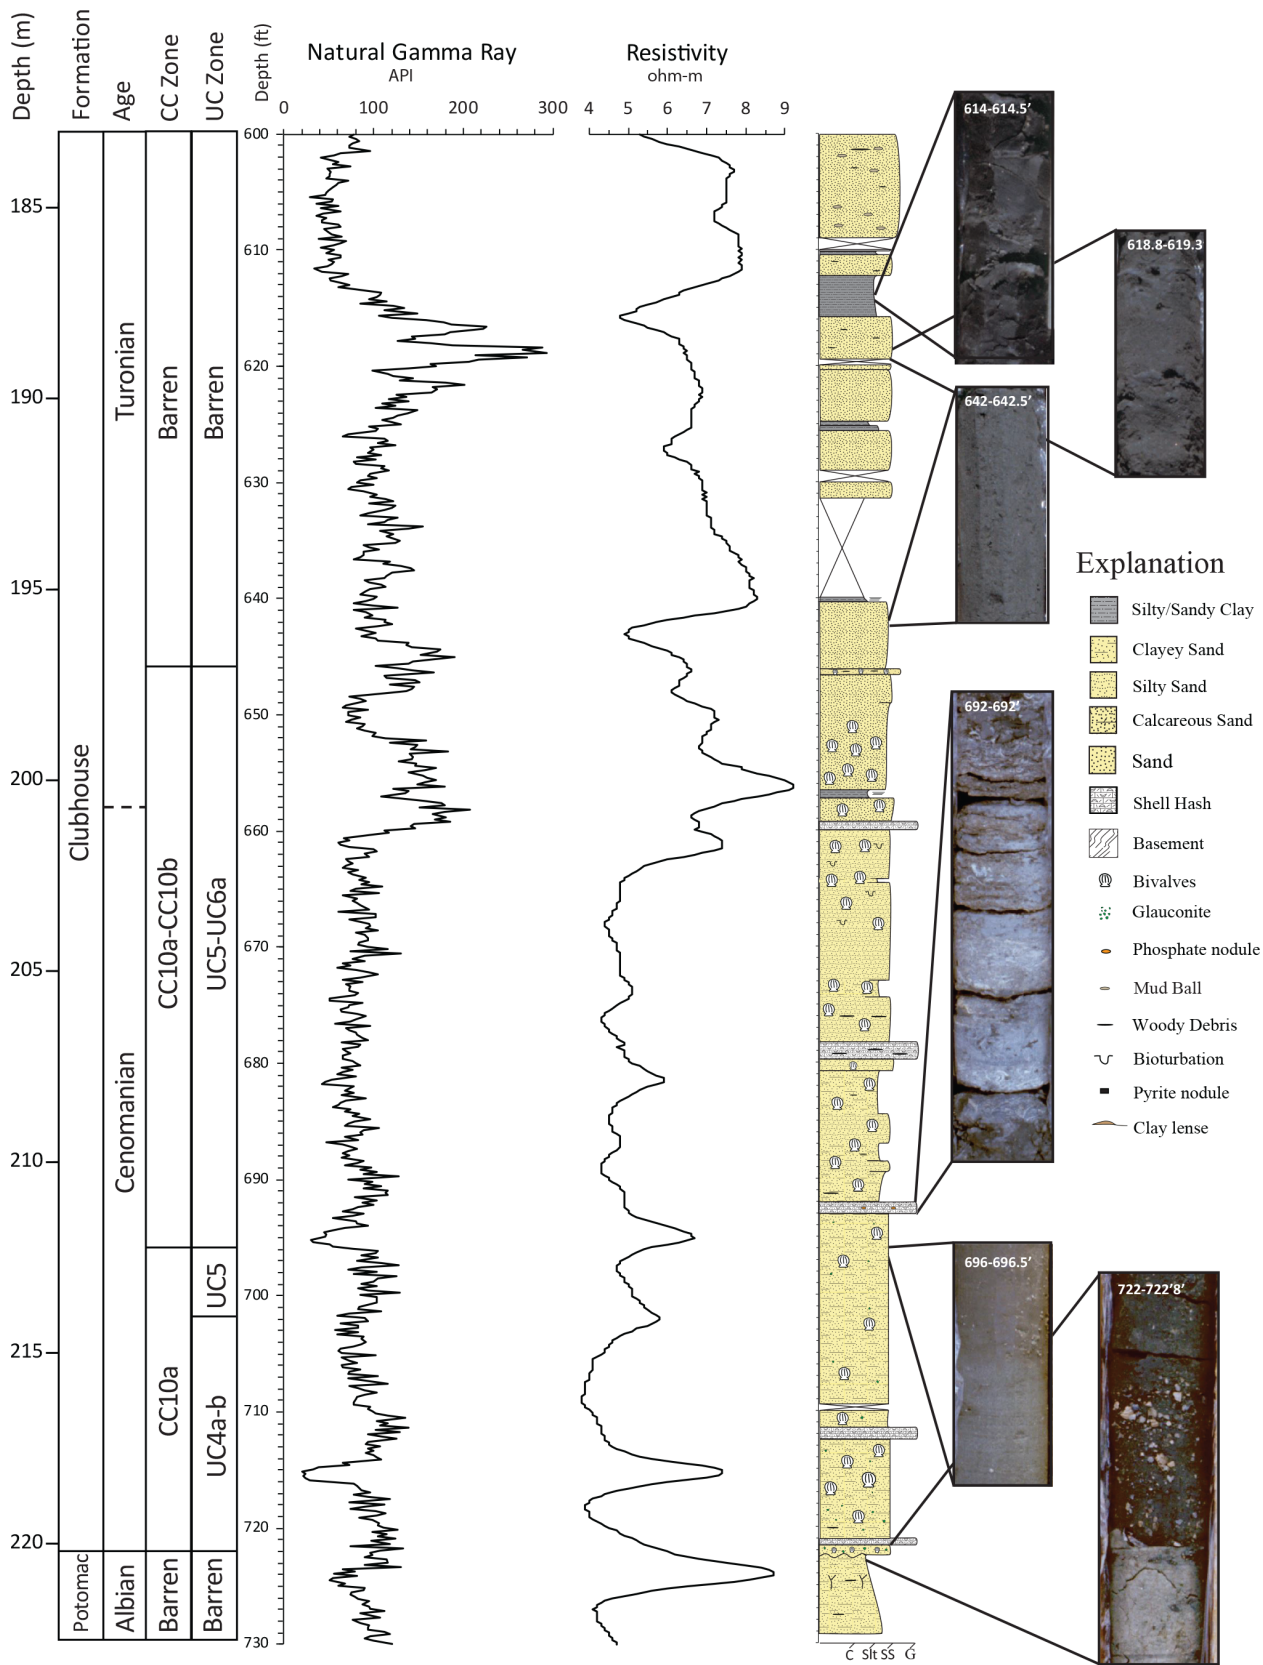 Depth (m)
Formation
Age
CC Zone
UC Zone
Depth (ft)
Natural Gamma Ray
API
0 100 200 300
Resistivity
ohm-m
4 5 6 7 8 9
185
190
195
200
205
210
215
220
Clubhouse
Potomac
Turonian
Cenomanian
Albian
Barren
CC10a-CC10b
CC10a
Barren
Barren
UC5-UC6a
UC5
UC4a-b
Barren
600
610
620
630
640
650
660
670
680
690
700
710
720
730
C Slt SS G
614-614.5'
618.8-619.3
642-642.5'
692-692'
696-696.5'
722-722'8'
Explanation
Silty/Sandy Clay
Clayey Sand
Silty Sand
Calcareous Sand
Sand
Shell Hash
Basement
Bivalves
Glauconite
Phosphate nodule
Mud Ball
Woody Debris
Bioturbation
Pyrite nodule
Clay lense